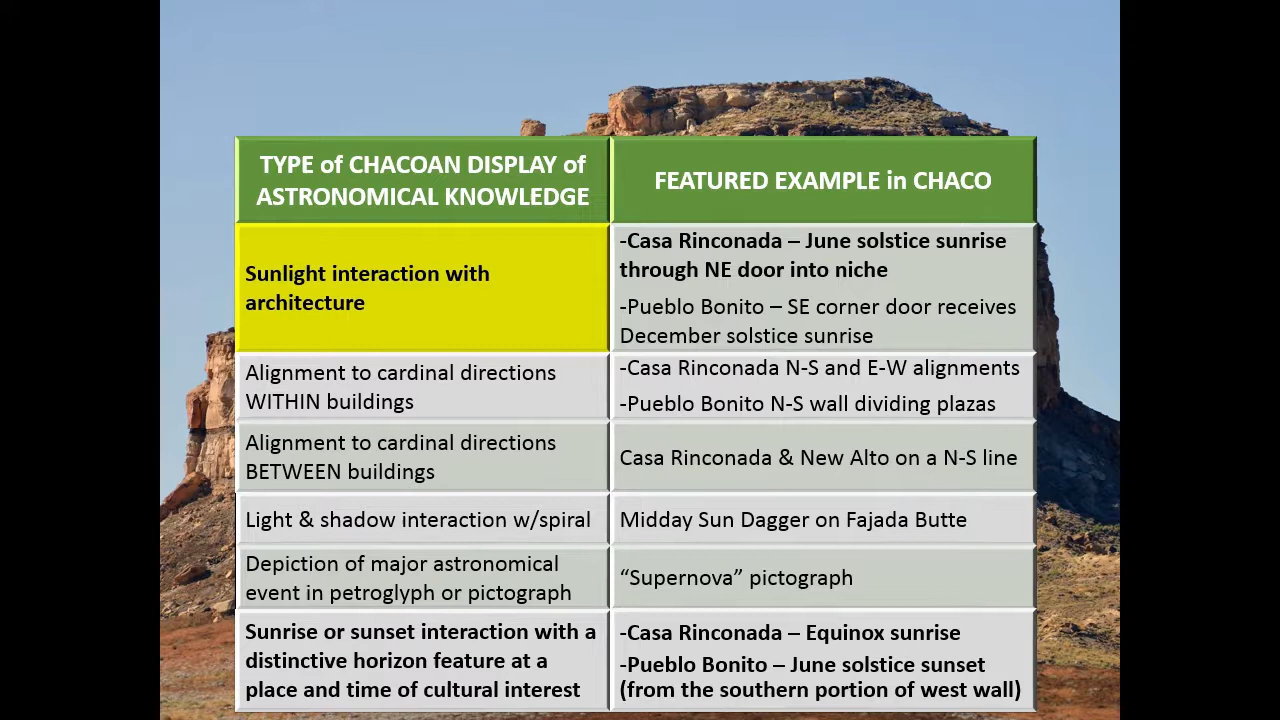 TYPE of CHACOAN DISPLAY of
ASTRONOMICAL KNOWLEDGE
FEATURED EXAMPLE in CHACO
Sunlight interaction with
architecture
-Casa Rinconada – June solstice sunrise
through NE door into niche
-Pueblo Bonito – SE corner door receives
December solstice sunrise
Alignment to cardinal directions
WITHIN buildings
-Casa Rinconada N-S and E-W alignments
-Pueblo Bonito N-S wall dividing plazas
Alignment to cardinal directions
BETWEEN buildings
Casa Rinconada & New Alto on a N-S line
Light & shadow interaction w/spiral
Midday Sun Dagger on Fajada Butte
Depiction of major astronomical
event in petroglyph or pictograph
“Supernova” pictograph
Sunrise or sunset interaction with a
distinctive horizon feature at a
place and time of cultural interest
-Casa Rinconada – Equinox sunrise
-Pueblo Bonito – June solstice sunset
(from the southern portion of west wall)